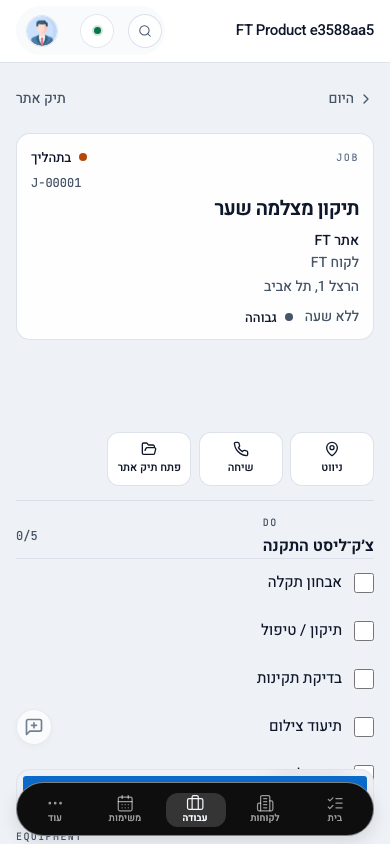 FT Product e3588aa5
היום
תיק אתר
JOB
בתהליך
J-00001
תיקון מצלמה שער
אתר FT
לקוח FT
הרצל 1, תל אביב
ללא שעה
גבוהה
ניווט
שיחה
פתח תיק אתר
DO
צ׳ק־ליסט התקנה
0/5
אבחון תקלה
תיקון / טיפול
בדיקת תקינות
תיעוד צילום
בית
לקוחות
עבודה
משימות
עוד
EQUIPMENT